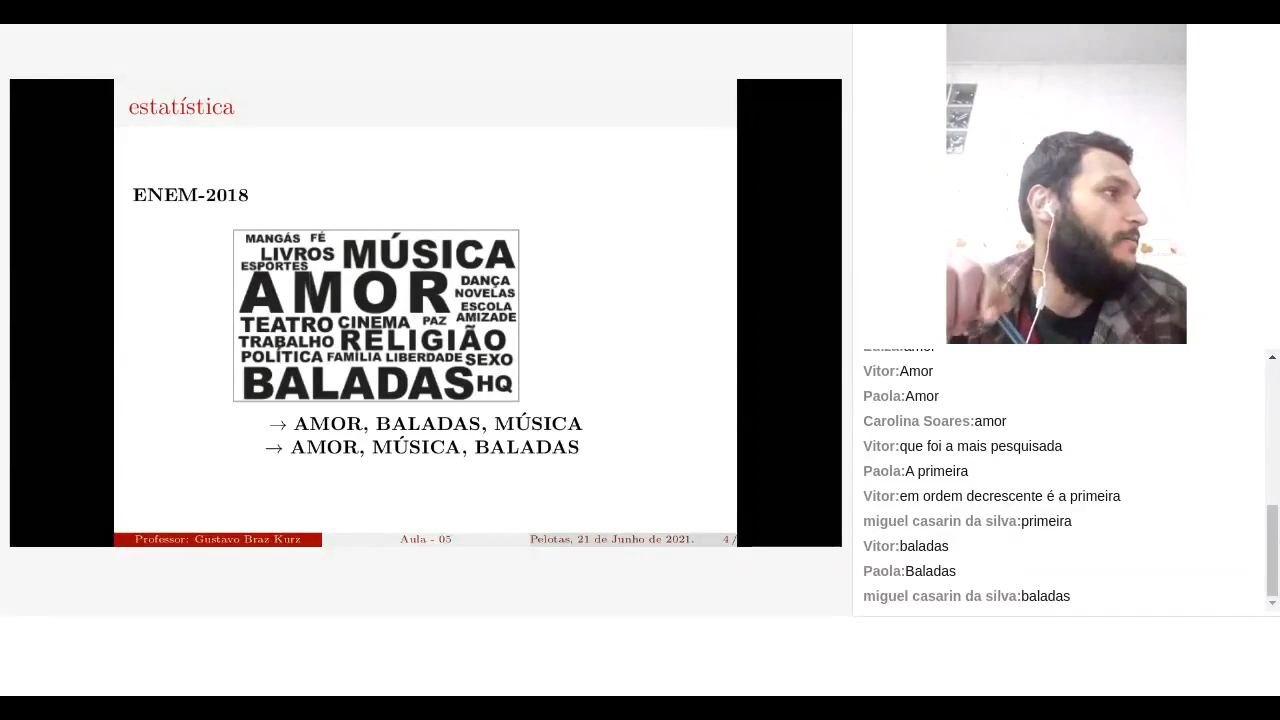 estatística
ENEM-2018
MANGÁS FÉ
LIVROS MÚSICA
ESPORTES
AMOR DANÇA
NOVELAS
ESCOLA
TEATRO CINEMA PAZ AMIZADE
TRABALHO RELIGIÃO
POLÍTICA FAMÍLIA LIBERDADE SEXO
BALADAS HQ
→ AMOR, BALADAS, MÚSICA
→ AMOR, MÚSICA, BALADAS
Professor: Gustavo Braz Kurz Aula - 05 Pelotas, 21 de Junho de 2021. 4 /
Vitor:Amor
Paola:Amor
Carolina Soares:amor
Vitor:que foi a mais pesquisada
Paola:A primeira
Vitor:em ordem decrescente é a primeira
miguel casarin da silva:primeira
Vitor:baladas
Paola:Baladas
miguel casarin da silva:baladas